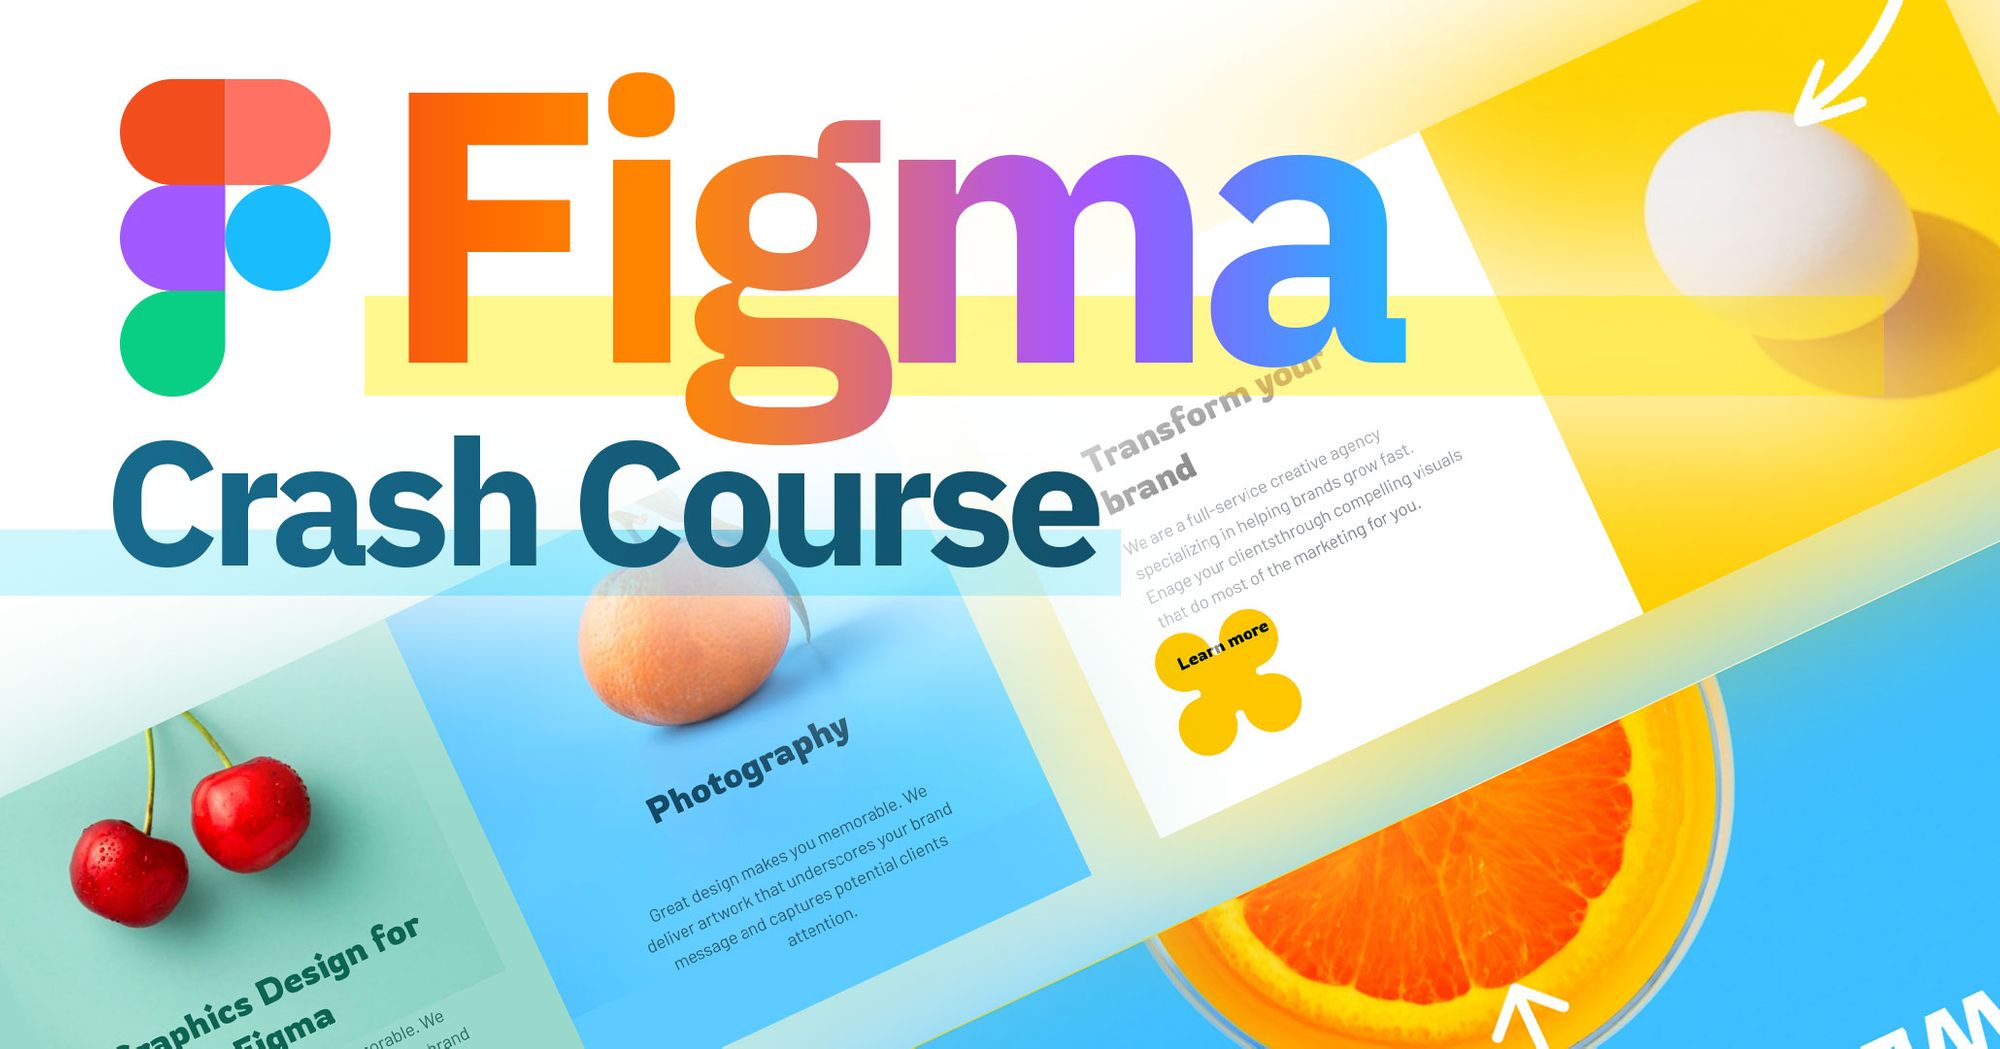 Figma
Crash Course
Transform your
brand
We are a full-service creative agency
specializing in helping brands grow fast.
Enage your clientsthrough compelling visuals
that do most of the marketing for you.
Learn more
Photography
Great design makes you memorable. We
deliver artwork that underscores your brand
message and captures potential clients
attention.
Graphics Design for
Figma
We
brand